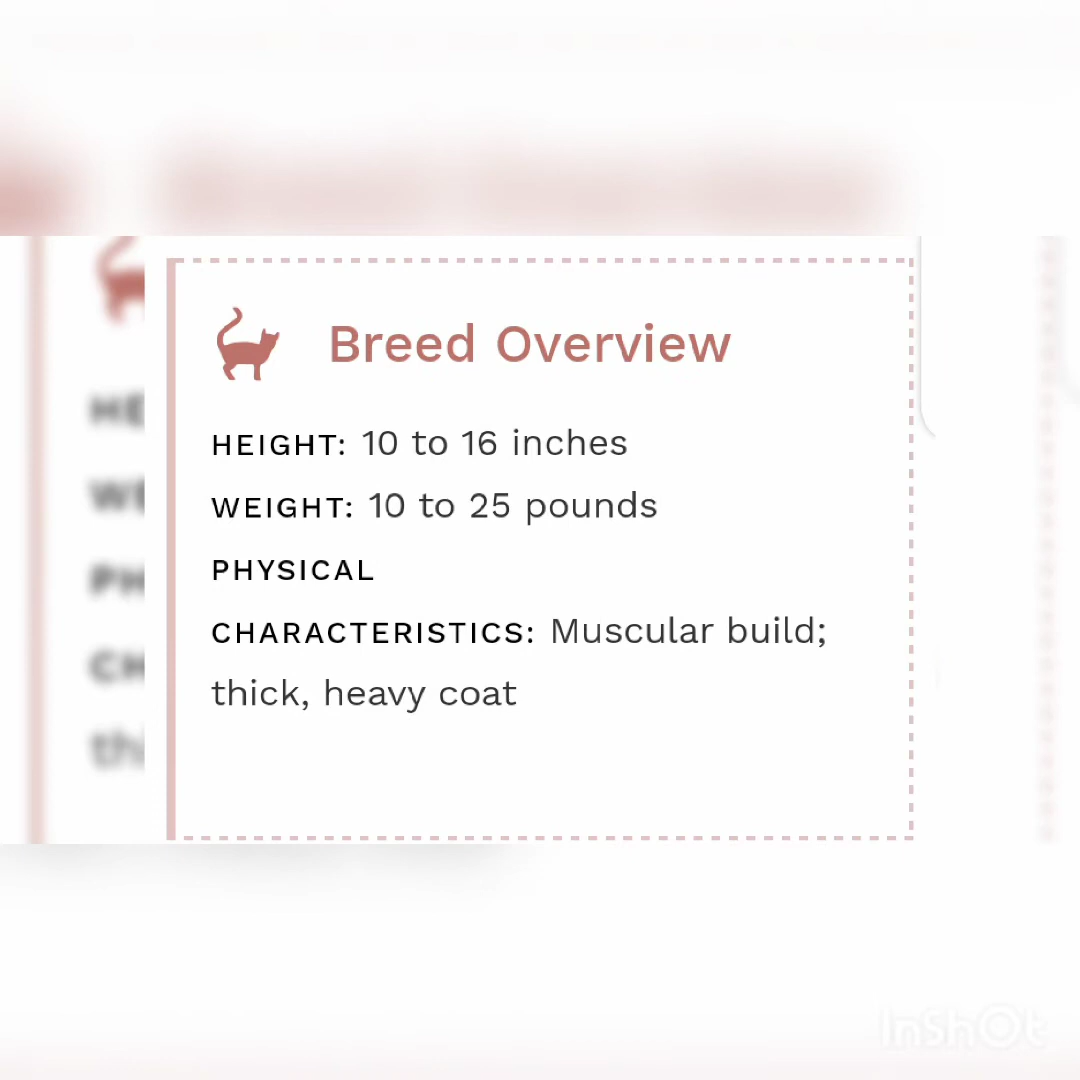 Breed Overview
HEIGHT: 10 to 16 inches
WEIGHT: 10 to 25 pounds
PHYSICAL
CHARACTERISTICS: Muscular build;
thick, heavy coat
InShOt